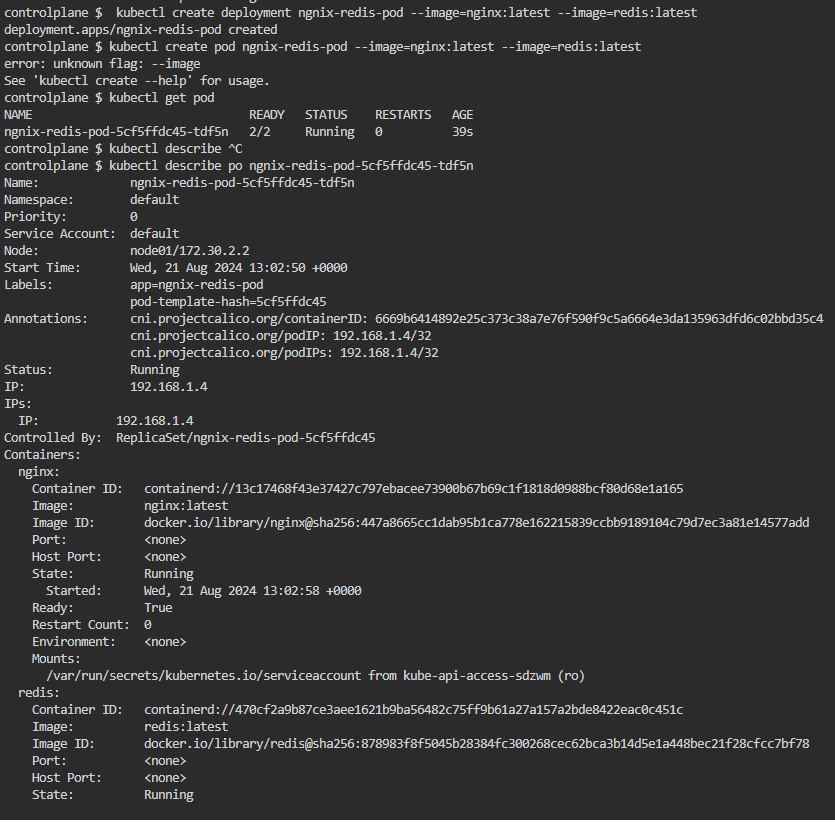 controlplane $  kubectl create deployment ngnix-redis-pod --image=nginx:latest --image=redis:latest
deployment.apps/ngnix-redis-pod created
controlplane $ kubectl create pod ngnix-redis-pod --image=nginx:latest --image=redis:latest
error: unknown flag: --image
See 'kubectl create --help' for usage.
controlplane $ kubectl get pod
NAME                               READY   STATUS    RESTARTS   AGE
ngnix-redis-pod-5cf5ffdc45-tdf5n   2/2     Running   0          39s
controlplane $ kubectl describe ^C
controlplane $ kubectl describe po ngnix-redis-pod-5cf5ffdc45-tdf5n
Name:             ngnix-redis-pod-5cf5ffdc45-tdf5n
Namespace:        default
Priority:         0
Service Account:  default
Node:             node01/172.30.2.2
Start Time:       Wed, 21 Aug 2024 13:02:50 +0000
Labels:           app=ngnix-redis-pod
                  pod-template-hash=5cf5ffdc45
Annotations:      cni.projectcalico.org/containerID: 6669b6414892e25c373c38a7e76f590f9c5a6664e3da135963dfd6c02bbd35c4
                  cni.projectcalico.org/podIP: 192.168.1.4/32
                  cni.projectcalico.org/podIPs: 192.168.1.4/32
Status:           Running
IP:               192.168.1.4
IPs:
  IP:           192.168.1.4
Controlled By:  ReplicaSet/ngnix-redis-pod-5cf5ffdc45
Containers:
  nginx:
    Container ID:   containerd://13c17468f43e37427c797ebacee73900b67b69c1f1818d0988bcf80d68e1a165
    Image:          nginx:latest
    Image ID:       docker.io/library/nginx@sha256:447a8665cc1dab95b1ca778e162215839ccbb9189104c79d7ec3a81e14577add
    Port:           <none>
    Host Port:      <none>
    State:          Running
      Started:      Wed, 21 Aug 2024 13:02:58 +0000
    Ready:          True
    Restart Count:  0
    Environment:    <none>
    Mounts:
      /var/run/secrets/kubernetes.io/serviceaccount from kube-api-access-sdzwm (ro)
  redis:
    Container ID:   containerd://470cf2a9b87ce3aee1621b9ba56482c75ff9b61a27a157a2bde8422eac0c451c
    Image:          redis:latest
    Image ID:       docker.io/library/redis@sha256:878983f8f5045b28384fc300268cec62bca3b14d5e1a448bec21f28cfcc7bf78
    Port:           <none>
    Host Port:      <none>
    State:          Running